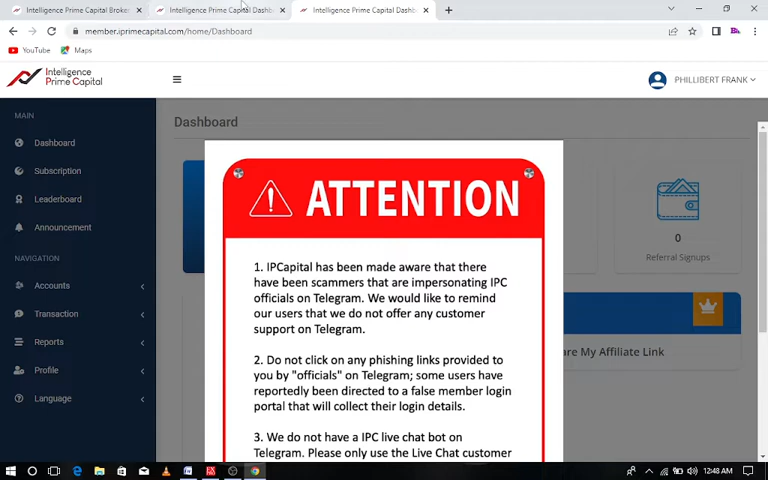 Intelligence Prime Capital Broker
Intelligence Prime Capital Dashb
Intelligence Prime Capital Dashb
member.iprimecapital.com/home/Dashboard
YouTube
Maps
Intelligence
Prime Capital
PHILLIBERT FRANK
MAIN
Dashboard
Subscription
Leaderboard
Announcement
NAVIGATION
Accounts
Transaction
Reports
Profile
Language
Dashboard
ATTENTION
1. IPCapital has been made aware that there
have been scammers that are impersonating IPC
officials on Telegram. We would like to remind
our users that we do not offer any customer
support on Telegram.
2. Do not click on any phishing links provided to
you by "officials" on Telegram; some users have
reportedly been directed to a false member login
portal that will collect their login details.
3. We do not have a IPC live chat bot on
Telegram. Please only use the Live Chat customer
0
Referral Signups
are My Affiliate Link
12:48 AM